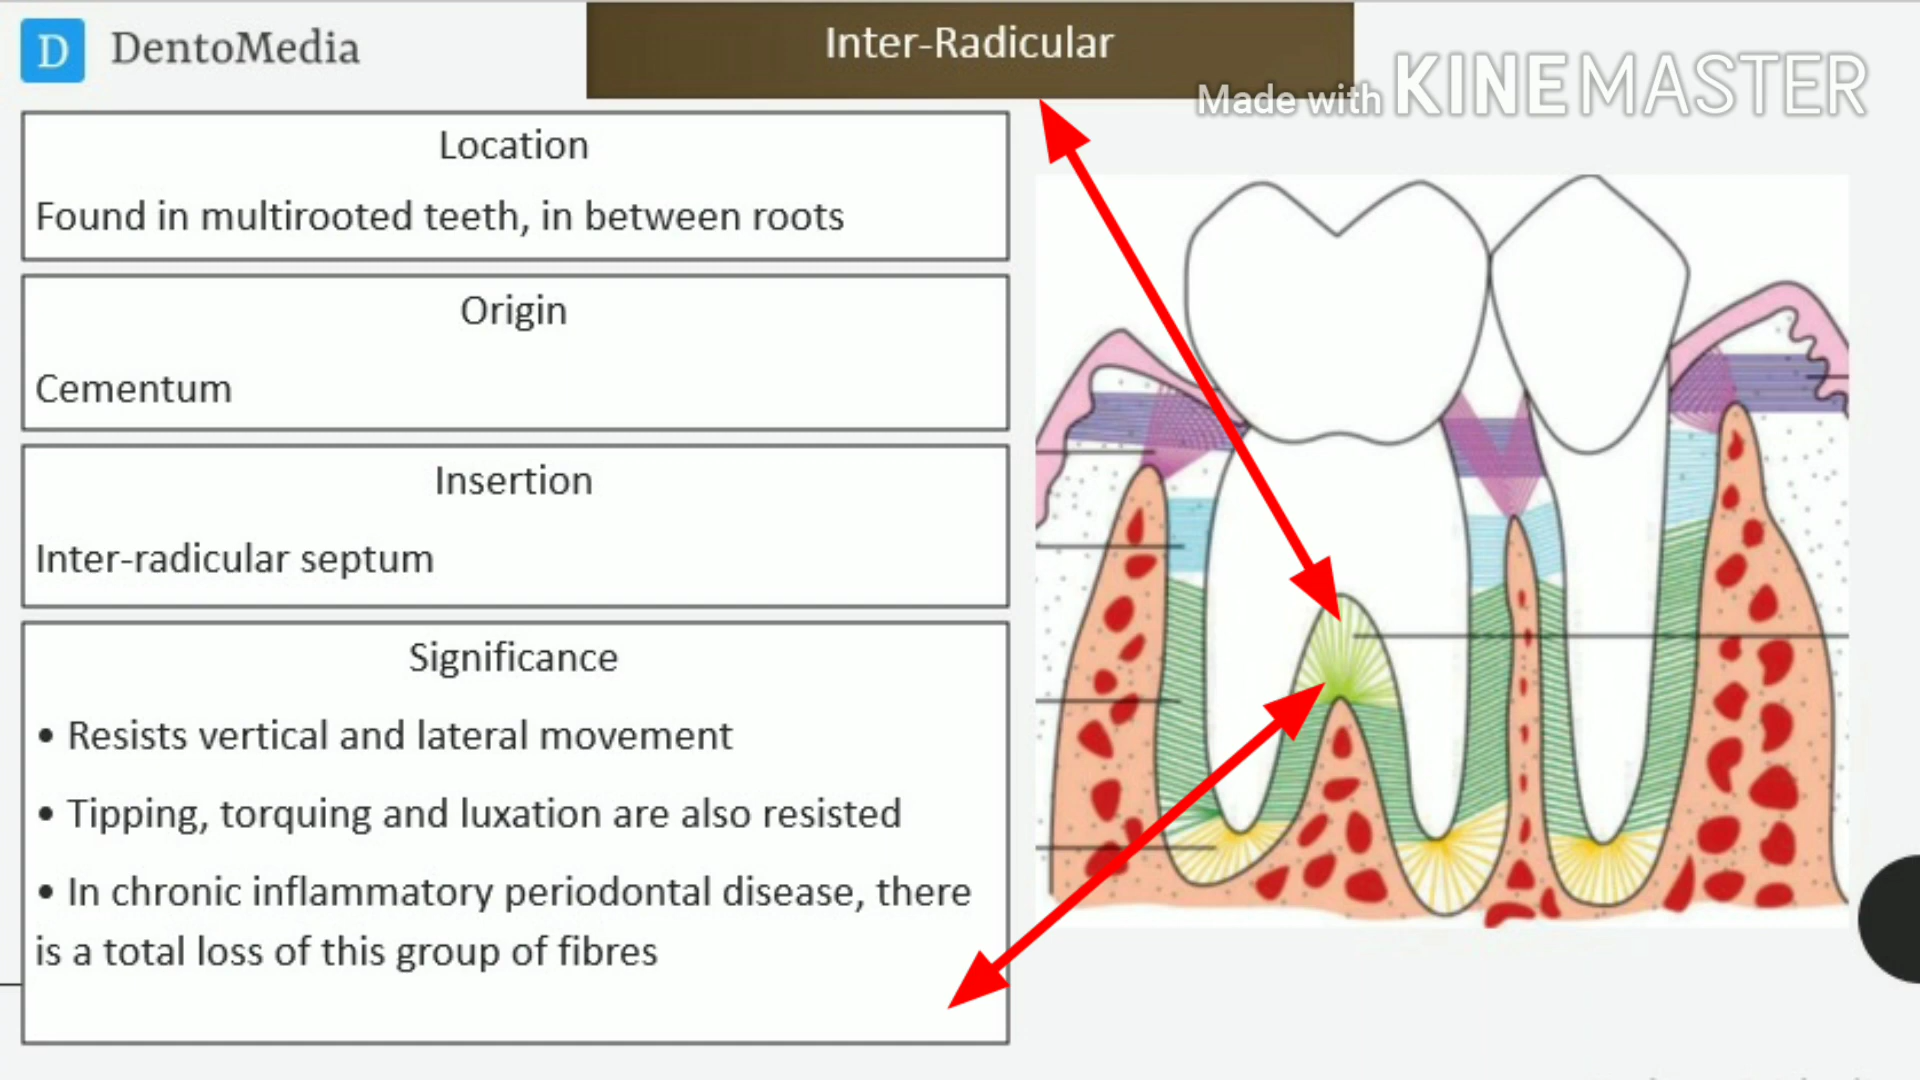 D DentoMedia
Inter-Radicular
Made with KINEMASTER
Location
Found in multirooted teeth, in between roots
Origin
Cementum
Insertion
Inter-radicular septum
Significance
• Resists vertical and lateral movement
• Tipping, torquing and luxation are also resisted
• In chronic inflammatory periodontal disease, there
is a total loss of this group of fibres